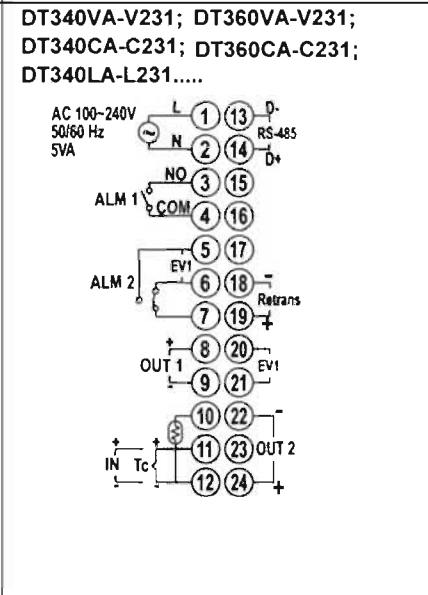 DT340VA-V231; DT360VA-V231;
DT340CA-C231; DT360CA-C231;
DT340LA-L231.....
AC 100~240V
50/60 Hz
5VA
L
N
1 13 D-
RS-485
2 14 D+
ALM 1
NO 3 15
COM 4 16
5 17
EV1
ALM 2
6 18 -
Retrans
7 19 +
+ 8 20
OUT 1 EV1
- 9 21
10 22 -
+ + 11 23 OUT 2
IN Tc
- - 12 24 +